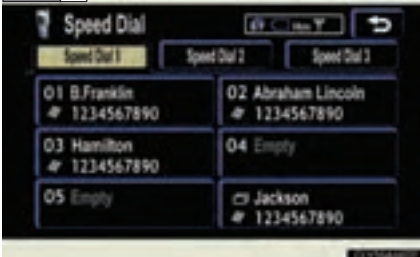 Speed Dial
Speed Dial 1 Speed Dial 2 Speed Dial 3
01 B.Franklin
1234567890
02 Abraham Lincoln
1234567890
03 Hamilton
1234567890
04 Empty
05 Empty
Jackson
1234567890